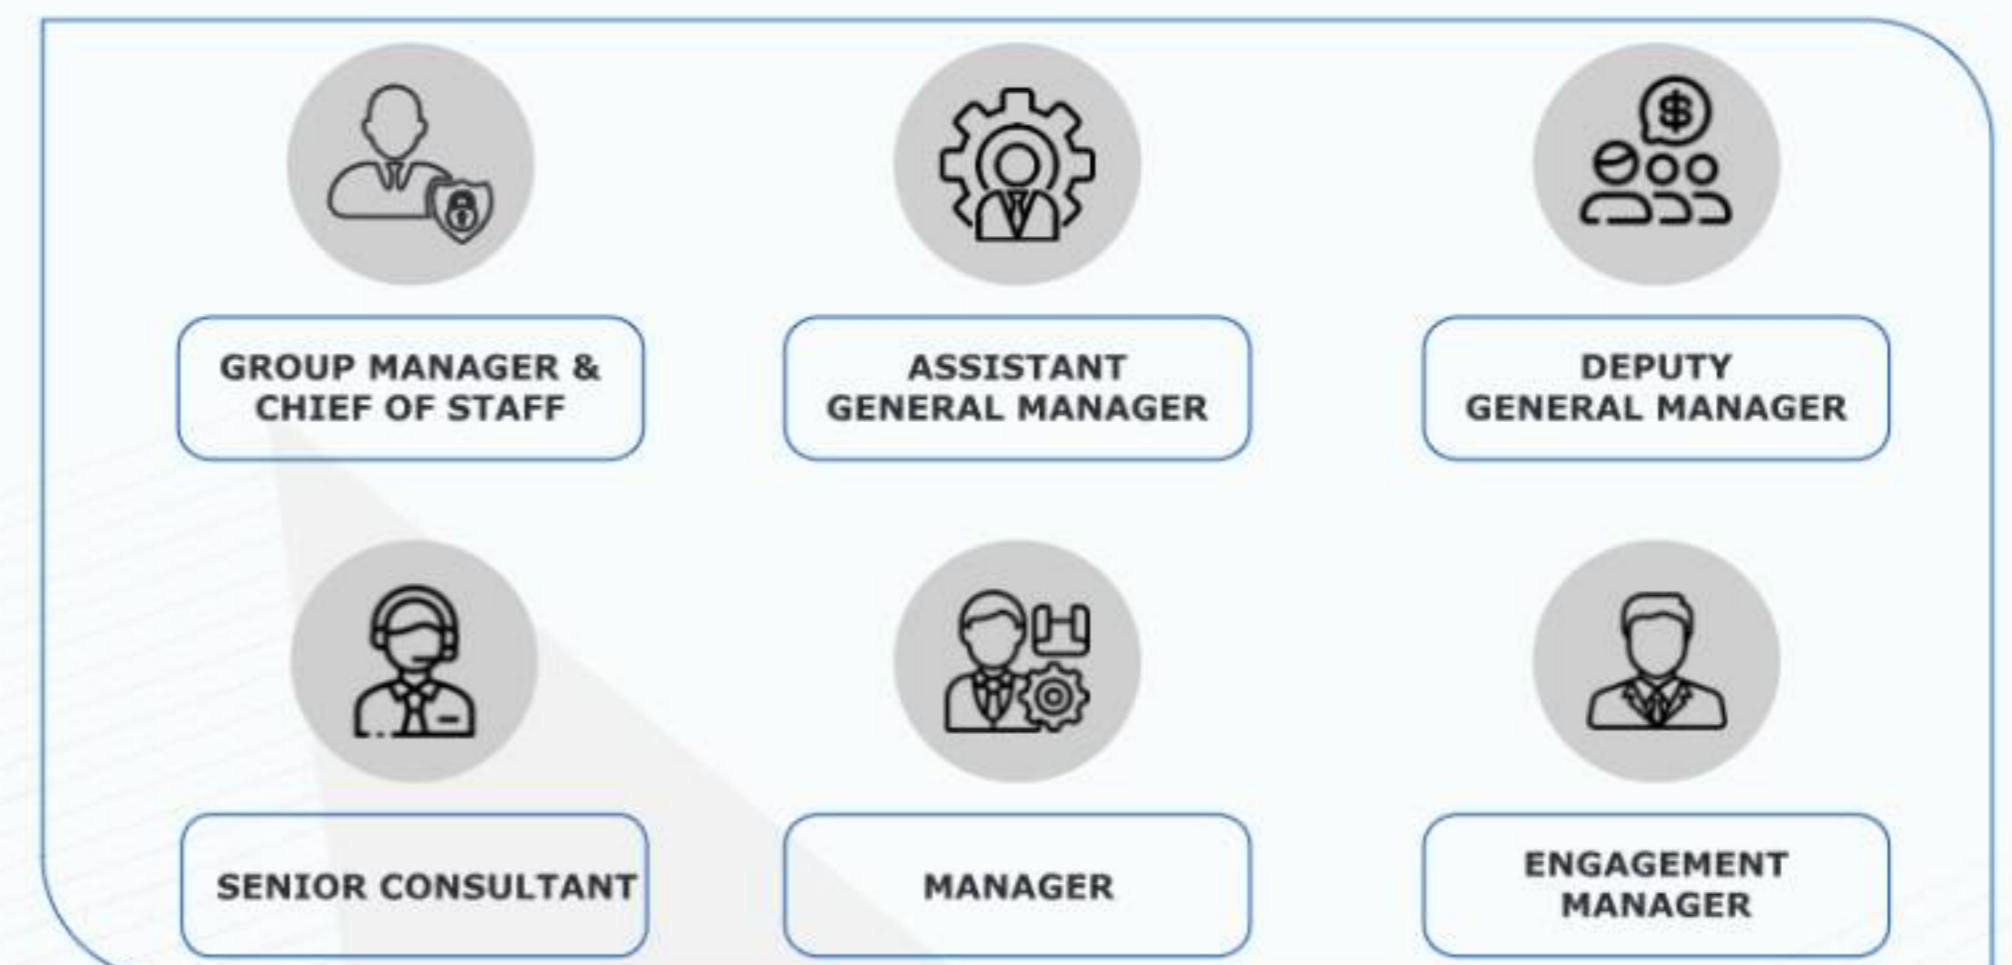 GROUP MANAGER &
CHIEF OF STAFF
ASSISTANT
GENERAL MANAGER
DEPUTY
GENERAL MANAGER
SENIOR CONSULTANT
MANAGER
ENGAGEMENT
MANAGER